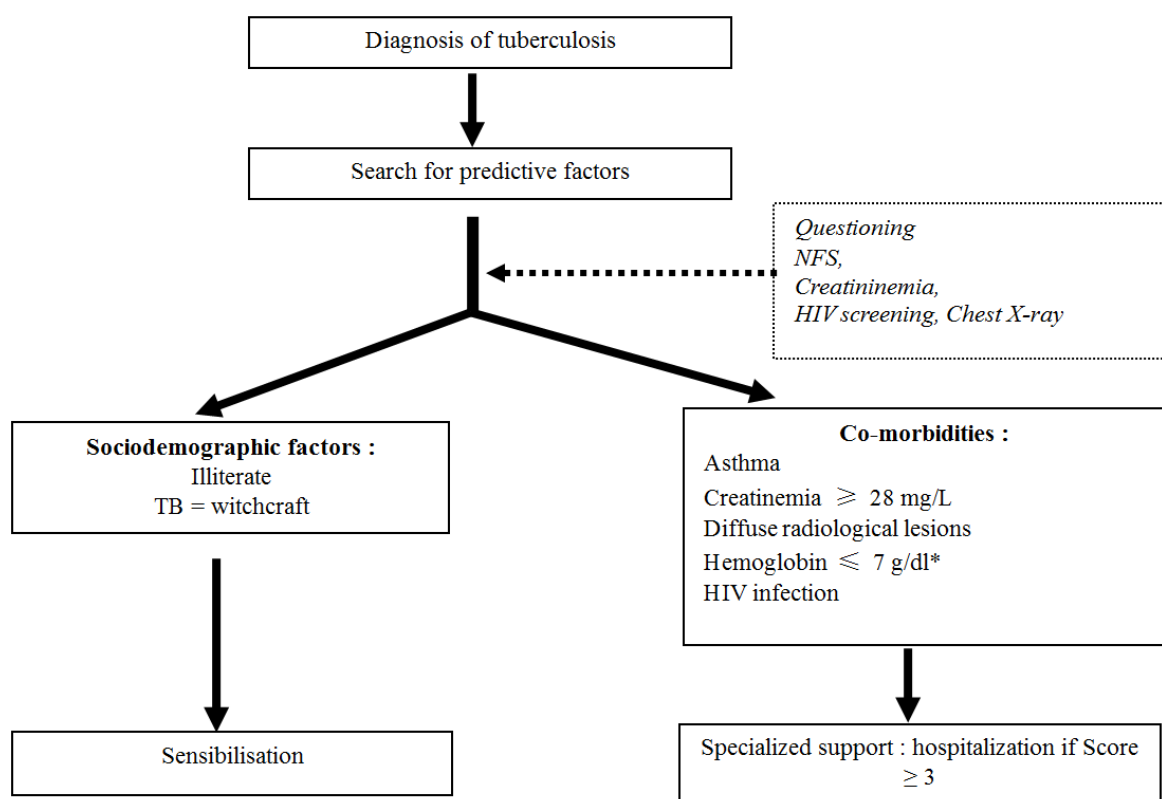 Diagnosis of tuberculosis
Search for predictive factors
Questioning
NFS,
Creatininemia,
HIV screening, Chest X-ray
Sociodemographic factors :
Illiterate
TB = witchcraft
Co-morbidities :
Asthma
Creatinemia ≥ 28 mg/L
Diffuse radiological lesions
Hemoglobin ≤ 7 g/dl*
HIV infection
Sensibilisation
Specialized support : hospitalization if Score
≥ 3